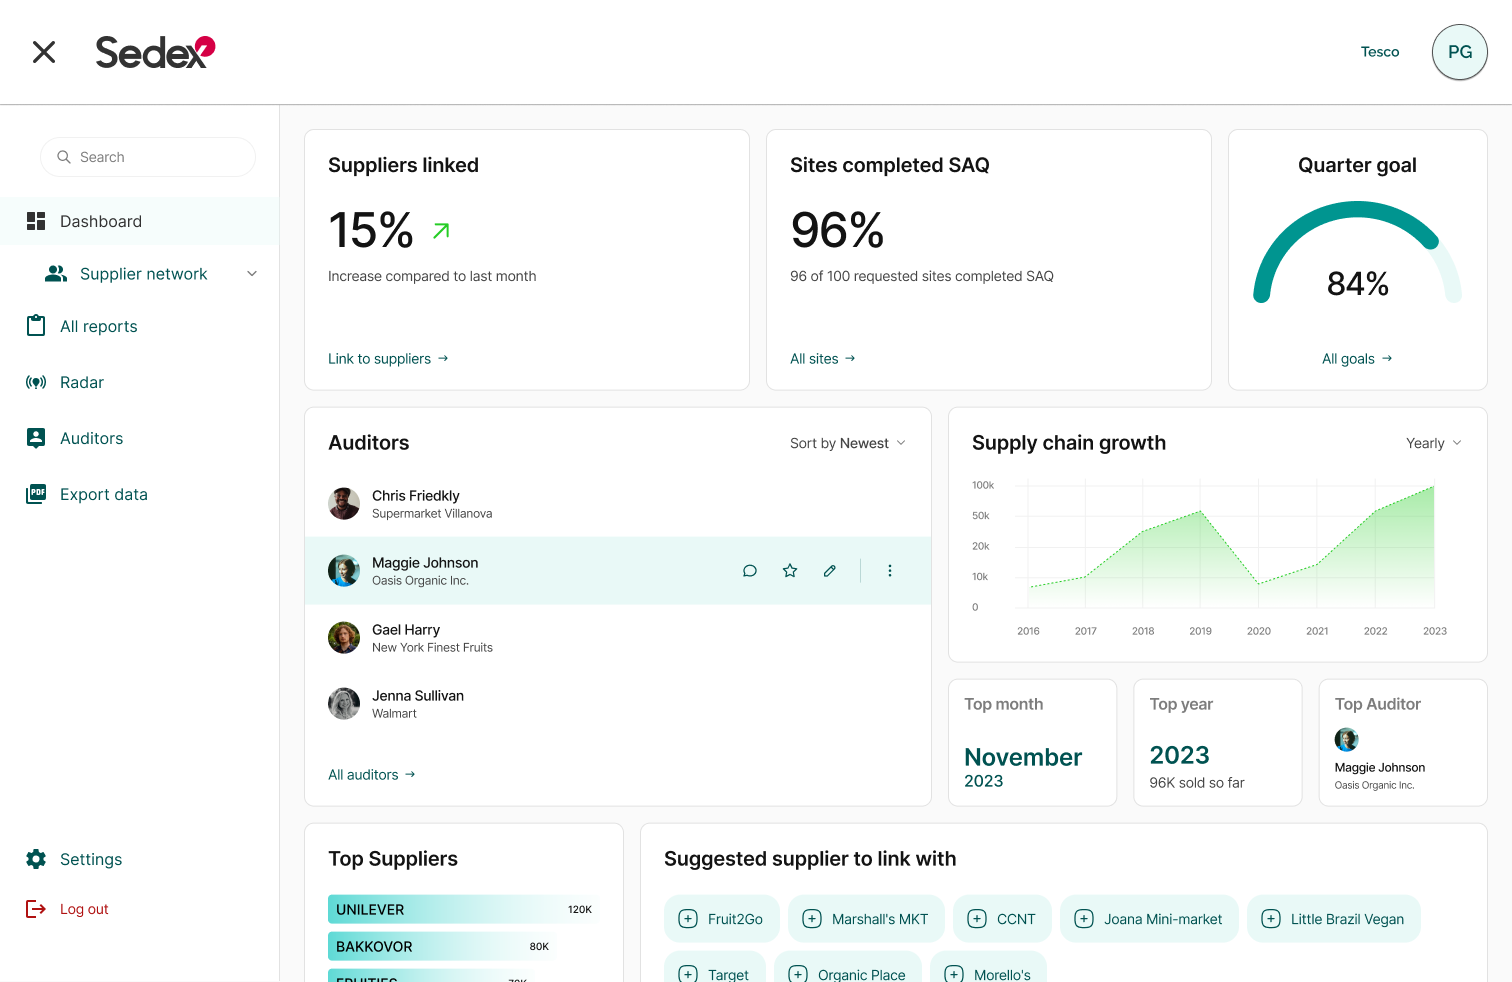 Sedex
Tesco
PG
Search
Dashboard
Supplier network
All reports
Radar
Auditors
PDF
Export data
Settings
Log out
Suppliers linked
15%
Increase compared to last month
Link to suppliers →
Sites completed SAQ
96%
96 of 100 requested sites completed SAQ
All sites →
Quarter goal
84%
All goals →
Auditors
Sort by Newest
Chris Friedkly
Supermarket Villanova
Maggie Johnson
Oasis Organic Inc.
Gael Harry
New York Finest Fruits
Jenna Sullivan
Walmart
All auditors →
Supply chain growth
Yearly
100k
50k
20k
10k
0
2016 2017 2018 2019 2020 2021 2022 2023
Top month
November
2023
Top year
2023
96K sold so far
Top Auditor
Maggie Johnson
Oasis Organic Inc.
Top Suppliers
UNILEVER 120K
BAKKOVOR 80K
Suggested supplier to link with
Fruit2Go
Marshall's MKT
CCNT
Joana Mini-market
Little Brazil Vegan
Target
Organic Place
Morello's